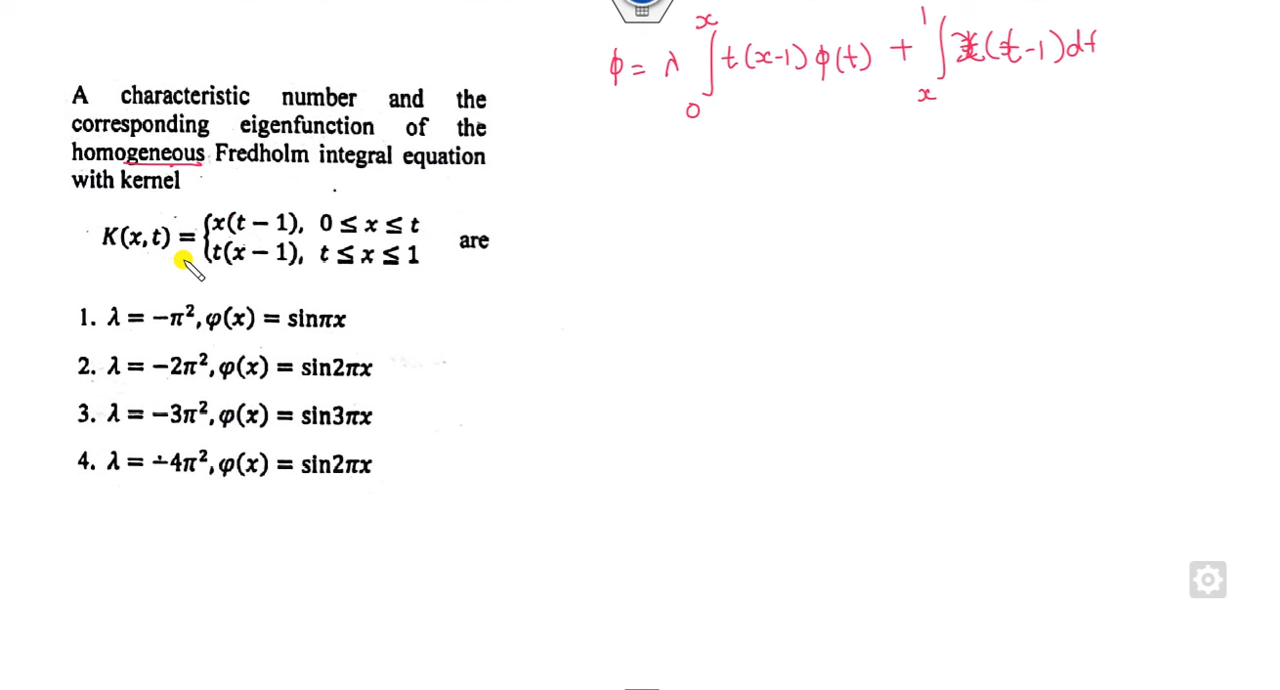 A characteristic number and the
corresponding eigenfunction of the
homogeneous Fredholm integral equation
with kernel
K(x, t) = {x(t − 1), 0 ≤ x ≤ t
{t(x − 1), t ≤ x ≤ 1 are
1. λ = −π², φ(x) = sinπx
2. λ = −2π², φ(x) = sin2πx
3. λ = −3π², φ(x) = sin3πx
4. λ = −4π², φ(x) = sin2πx
ϕ = λ ∫₀ˣ t(x-1) ϕ(t) + ∫ₓ¹ (t-1)dt